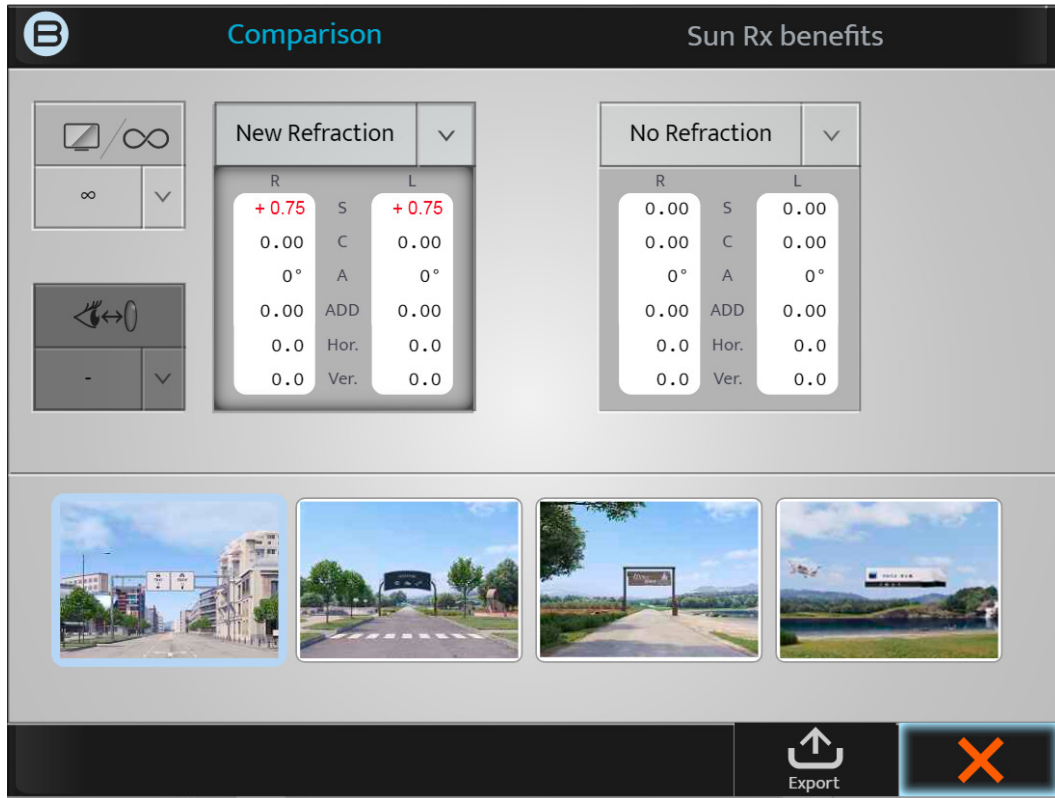 B
Comparison
Sun Rx benefits
∞
∞
-
New Refraction
R L
+ 0.75 S + 0.75
0.00 C 0.00
0° A 0°
0.00 ADD 0.00
0.0 Hor. 0.0
0.0 Ver. 0.0
No Refraction
R L
0.00 S 0.00
0.00 C 0.00
0° A 0°
0.00 ADD 0.00
0.0 Hor. 0.0
0.0 Ver. 0.0
Export